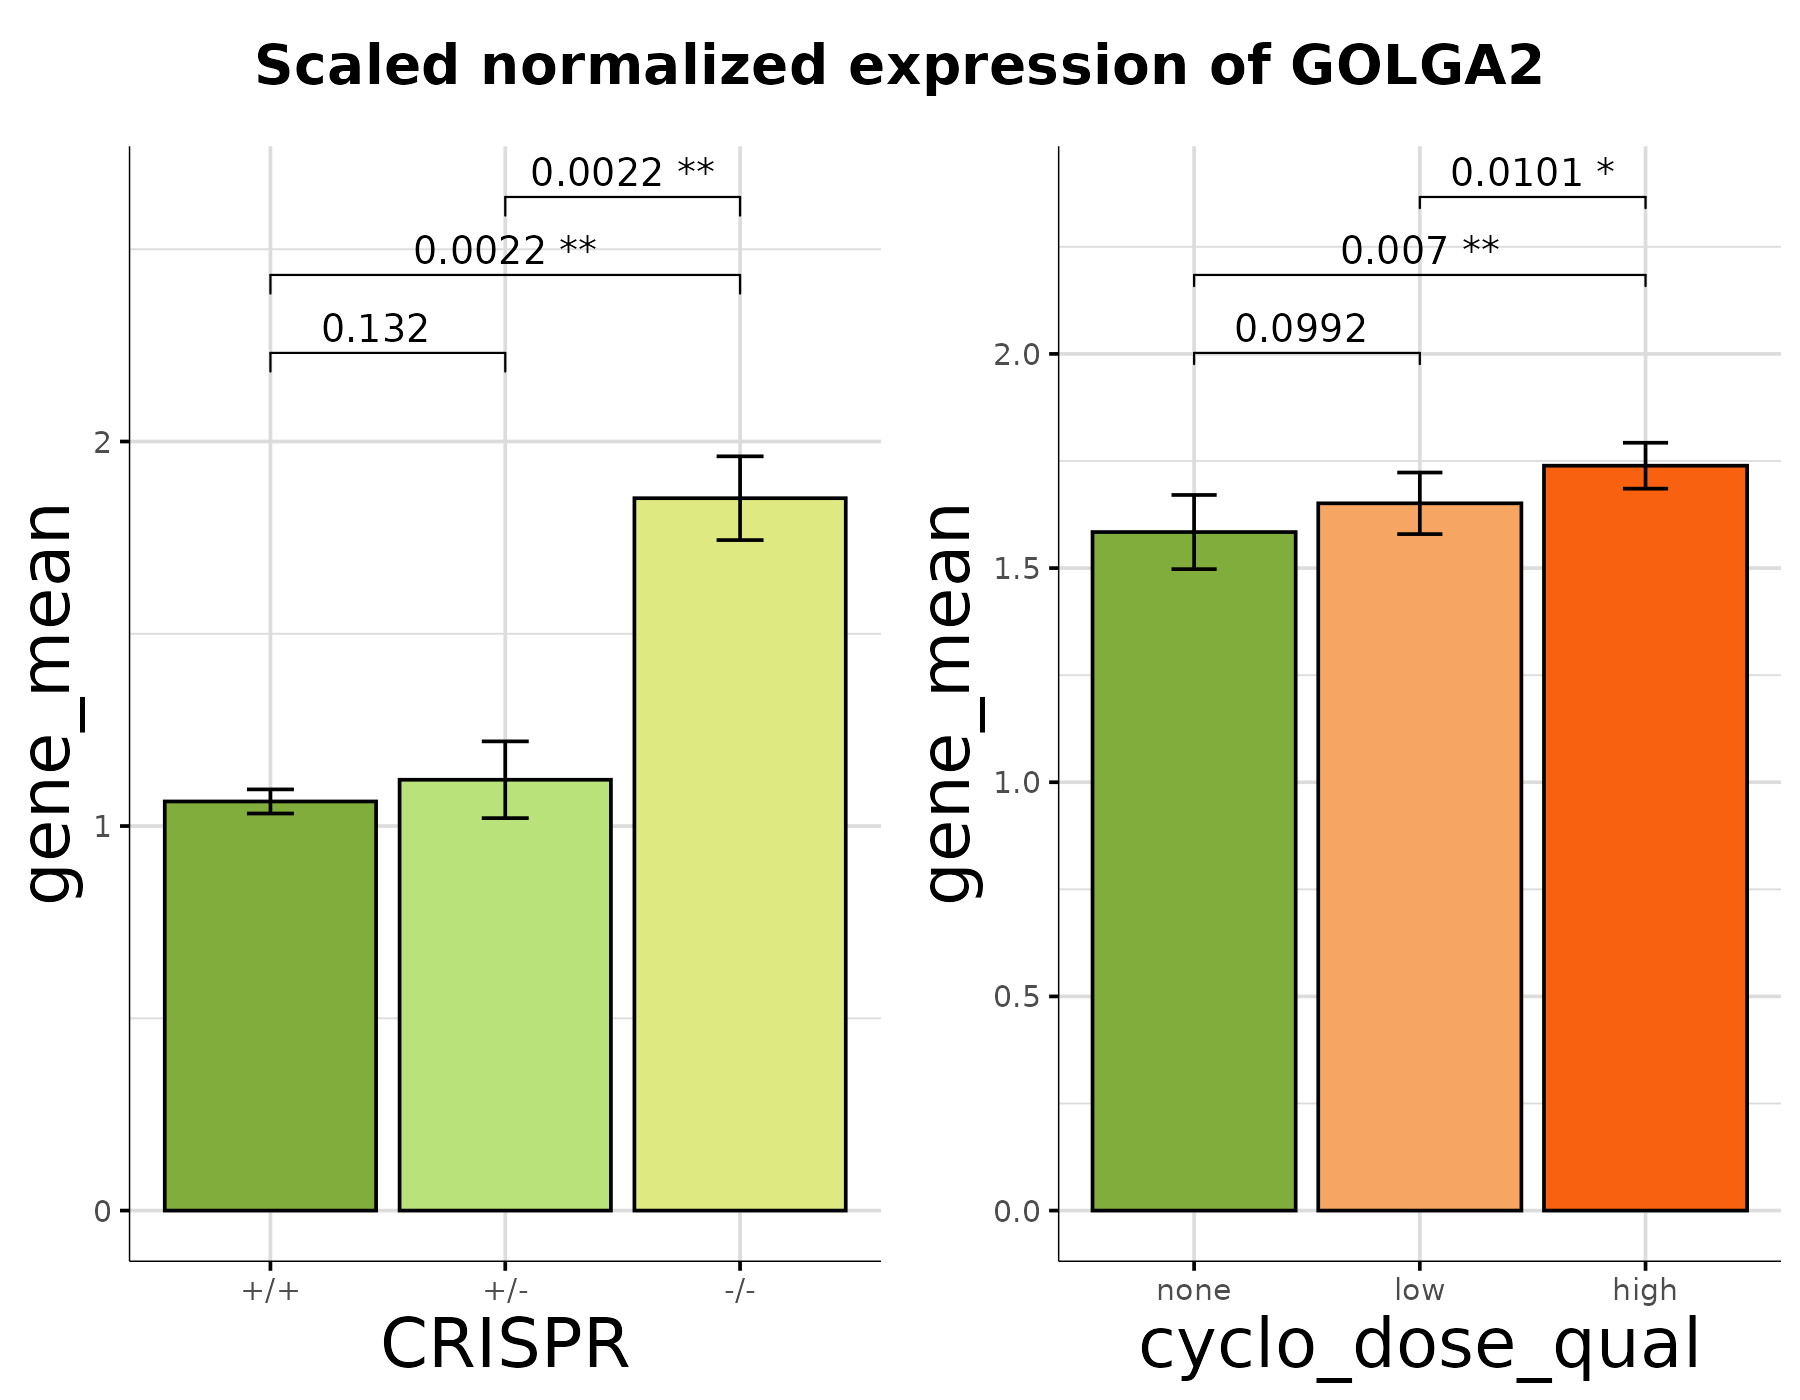 Scaled normalized expression of GOLGA2
0.0022 **
0.0022 **
0.132
2
1
0
gene_mean
+/+
+/-
-/-
CRISPR
0.0101 *
0.007 **
0.0992
2.0
1.5
1.0
0.5
0.0
gene_mean
none
low
high
cyclo_dose_qual